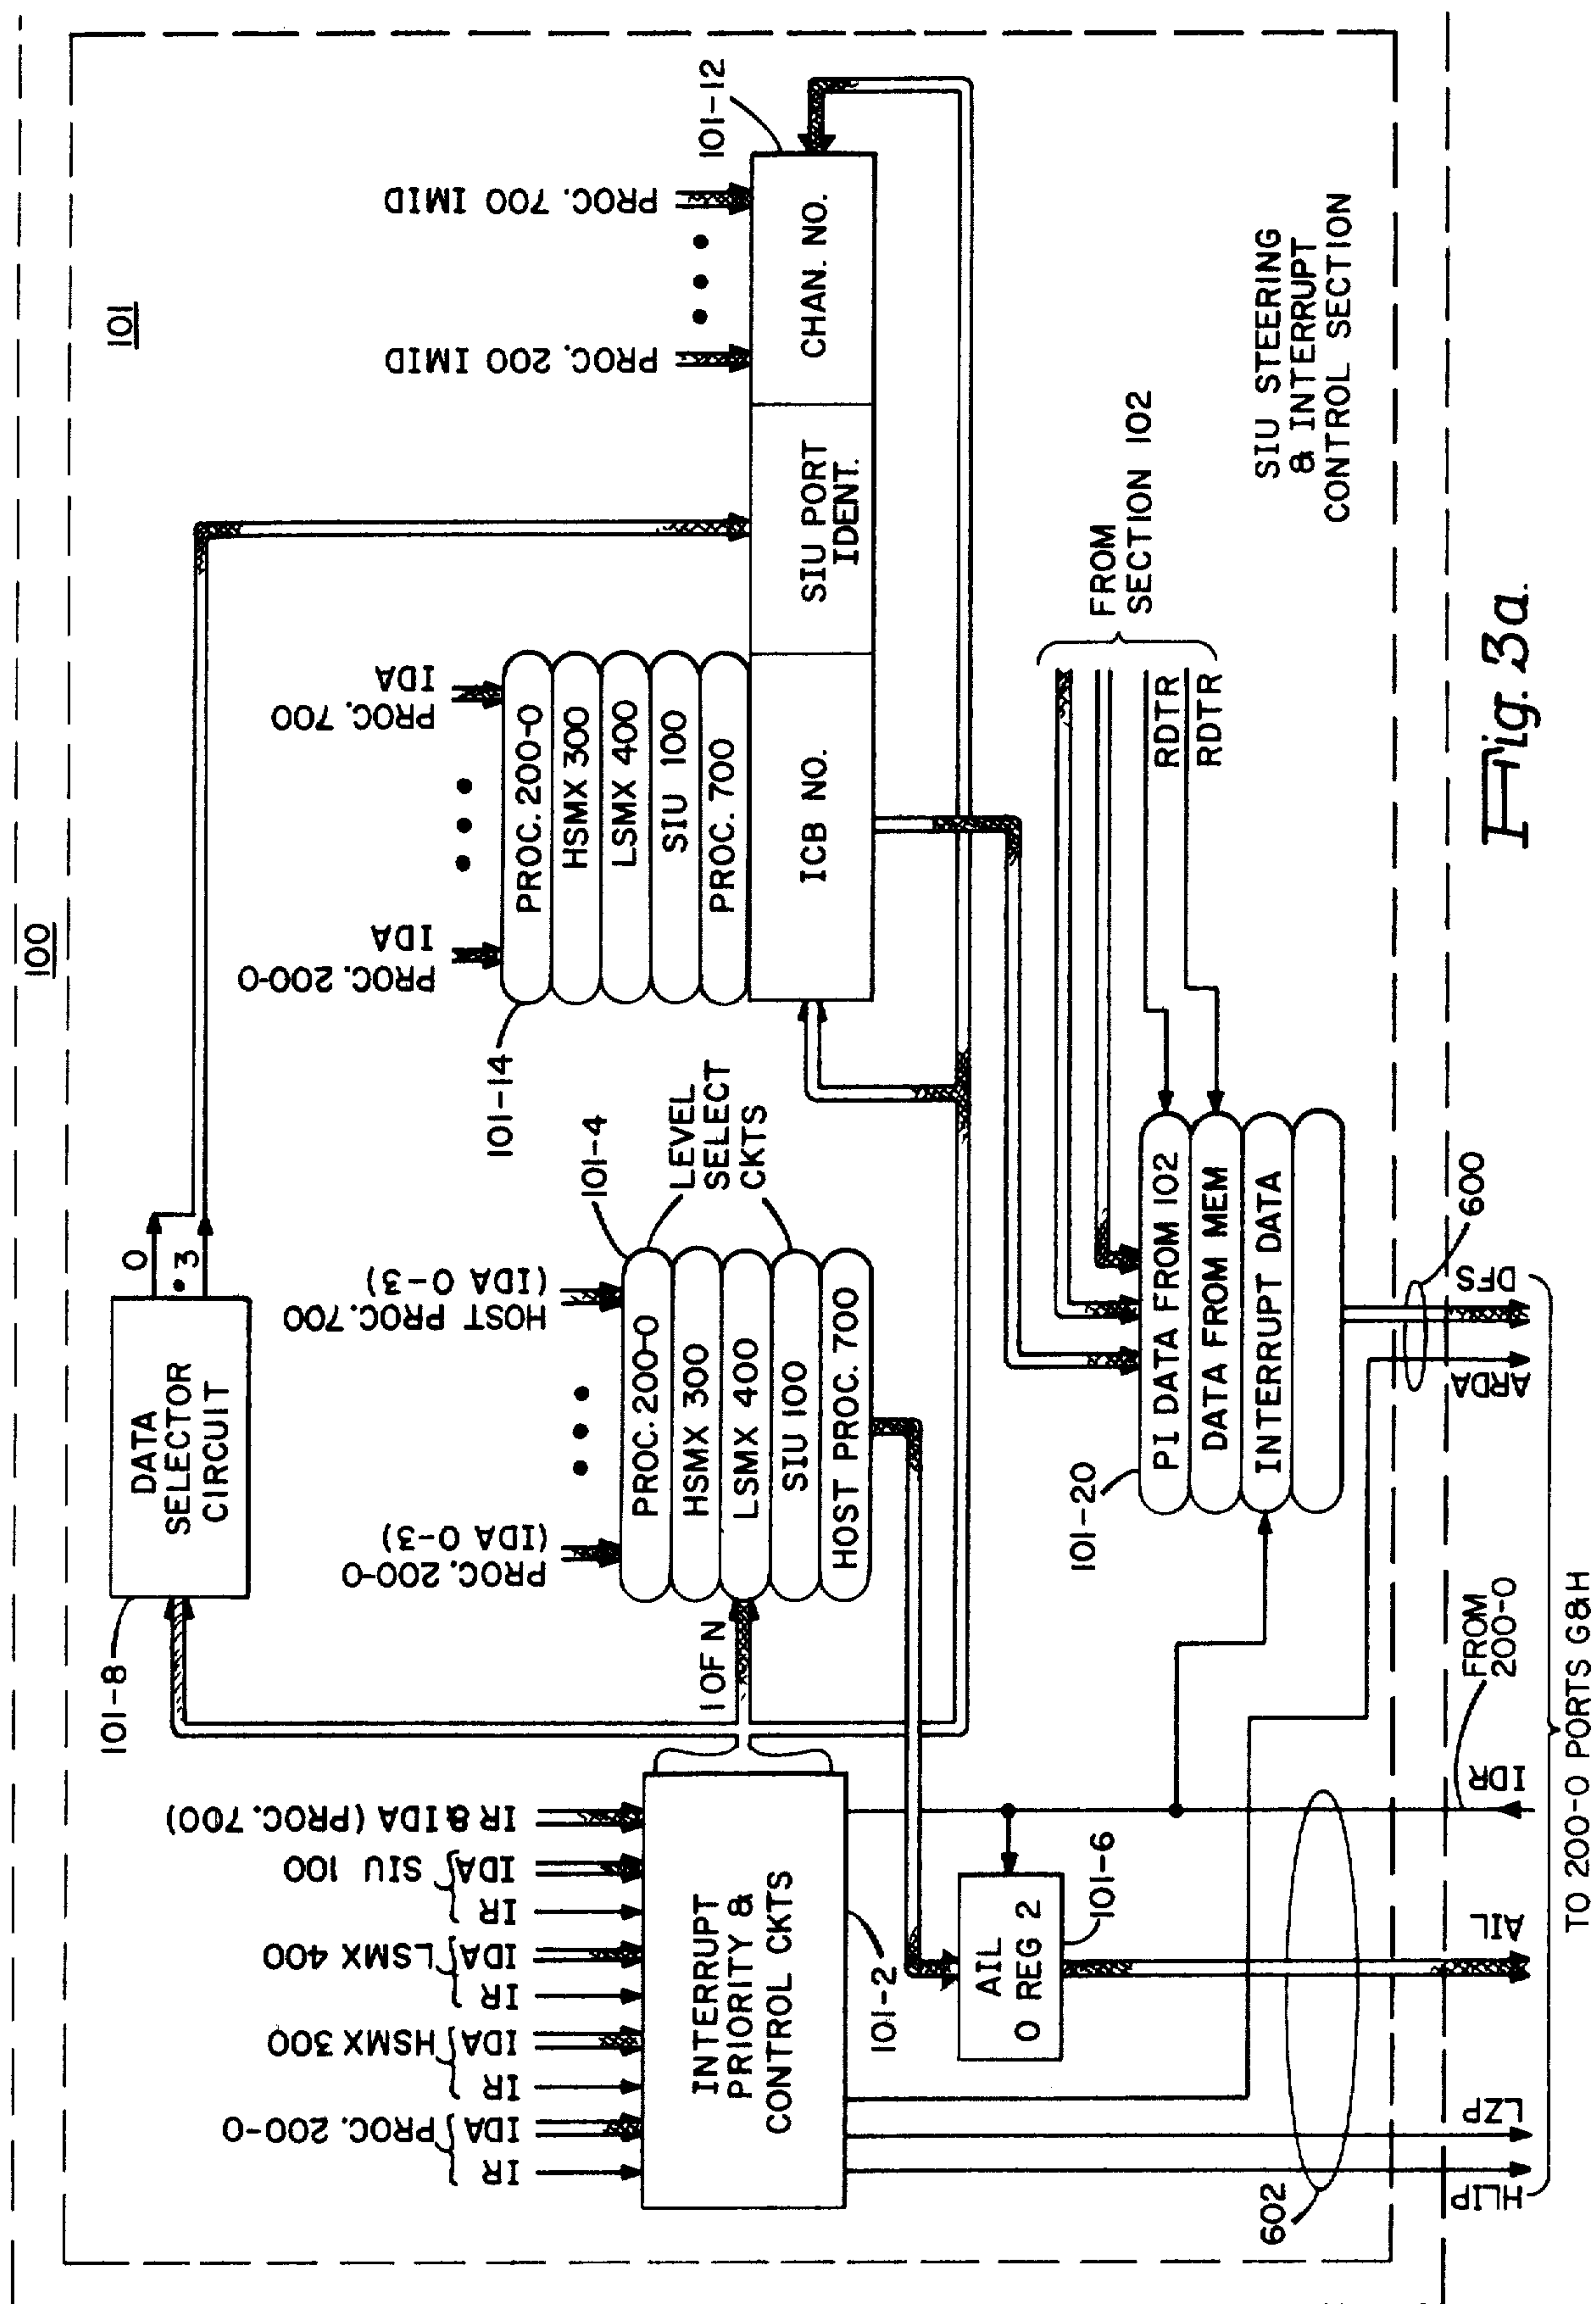 100
101
101-8
DATA
SELECTOR
CIRCUIT
0
3
PROC. 200-0
IDA
PROC. 700
IDA
PROC. 200 IMID
PROC. 700 IMID
101-12
101-14
PROC. 200-0
HSMX 300
LSMX 400
SIU 100
PROC. 700
ICB NO.
SIU PORT
IDENT.
CHAN. NO.
IR
IDA
PROC. 200-0
IR
IDA
HSMX 300
IR
IDA
LSMX 400
IR
IDA
SIU 100
IR & IDA (PROC. 700)
INTERRUPT
PRIORITY &
CONTROL CKTS
101-2
1 OF N
PROC. 200-0
(IDA 0-3)
HOST PROC. 700
(IDA 0-3)
101-4
LEVEL
SELECT
CKTS
PROC. 200-0
HSMX 300
LSMX 400
SIU 100
HOST PROC. 700
AIL
0 REG 2
101-6
101-20
PI DATA FROM 102
DATA FROM MEM
INTERRUPT DATA
FROM
SECTION 102
RDTR
RDTR
SIU STEERING
& INTERRUPT
CONTROL SECTION
602
FROM
200-0
600
HLIP
LZP
AIL
IDR
ARDA
DFS
TO 200-0 PORTS G&H
Fig. 3a.